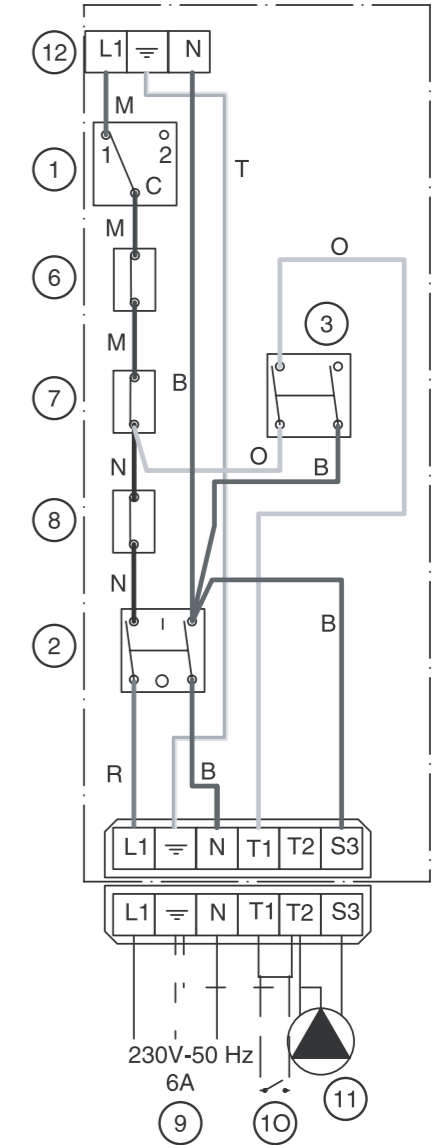 12 L1 N
M T
1 1 2
C
M O
6 3
M
7 B
O B
N
8
N
I
2 B
O
R B
L1 N T1 T2 S3
L1 N T1 T2 S3
230V-50 Hz
6A
9 10 11